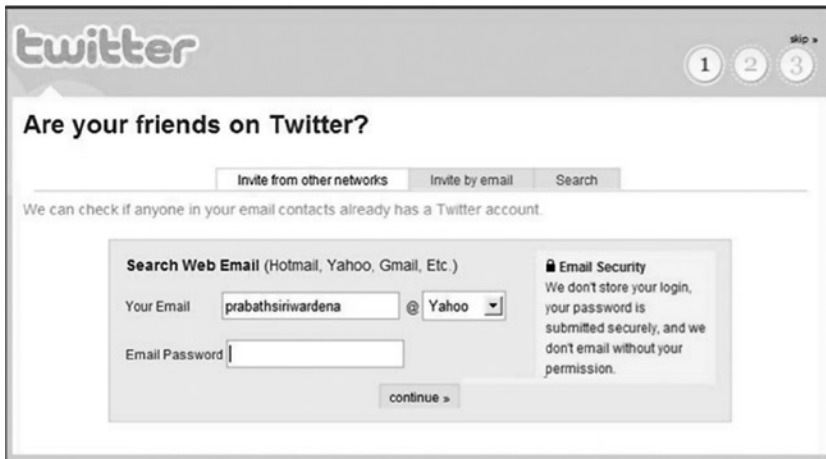 twitter
skip »
1 2 3
Are your friends on Twitter?
Invite from other networks Invite by email Search
We can check if anyone in your email contacts already has a Twitter account.
Search Web Email (Hotmail, Yahoo, Gmail, Etc.)
Your Email prabathsiriwardena @ Yahoo
Email Password
continue »
Email Security
We don't store your login,
your password is
submitted securely, and we
don't email without your
permission.